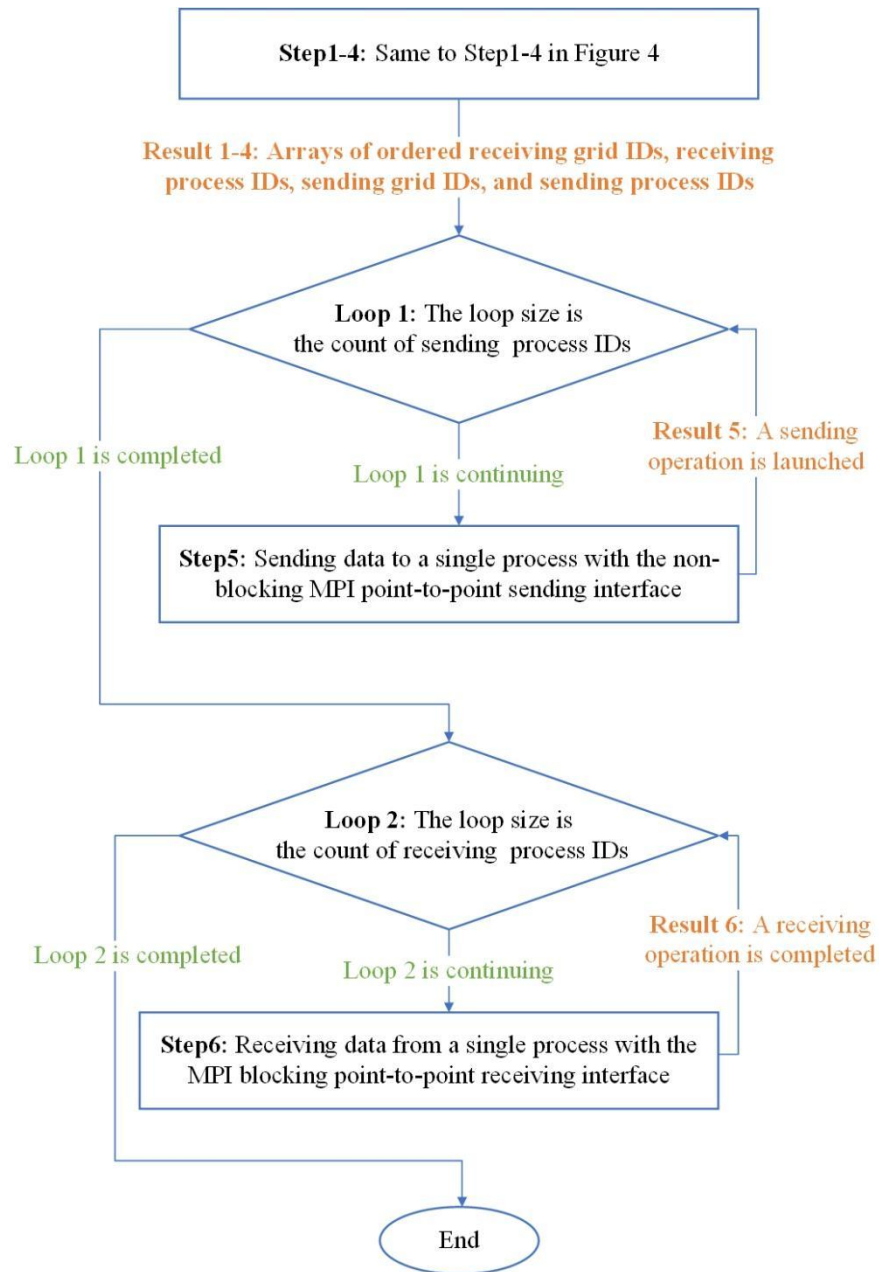 Step1-4: Same to Step1-4 in Figure 4
Result 1-4: Arrays of ordered receiving grid IDs, receiving
process IDs, sending grid IDs, and sending process IDs
Loop 1: The loop size is
the count of sending process IDs
Loop 1 is completed
Loop 1 is continuing
Result 5: A sending
operation is launched
Step5: Sending data to a single process with the non-
blocking MPI point-to-point sending interface
Loop 2: The loop size is
the count of receiving process IDs
Loop 2 is completed
Loop 2 is continuing
Result 6: A receiving
operation is completed
Step6: Receiving data from a single process with the
MPI blocking point-to-point receiving interface
End